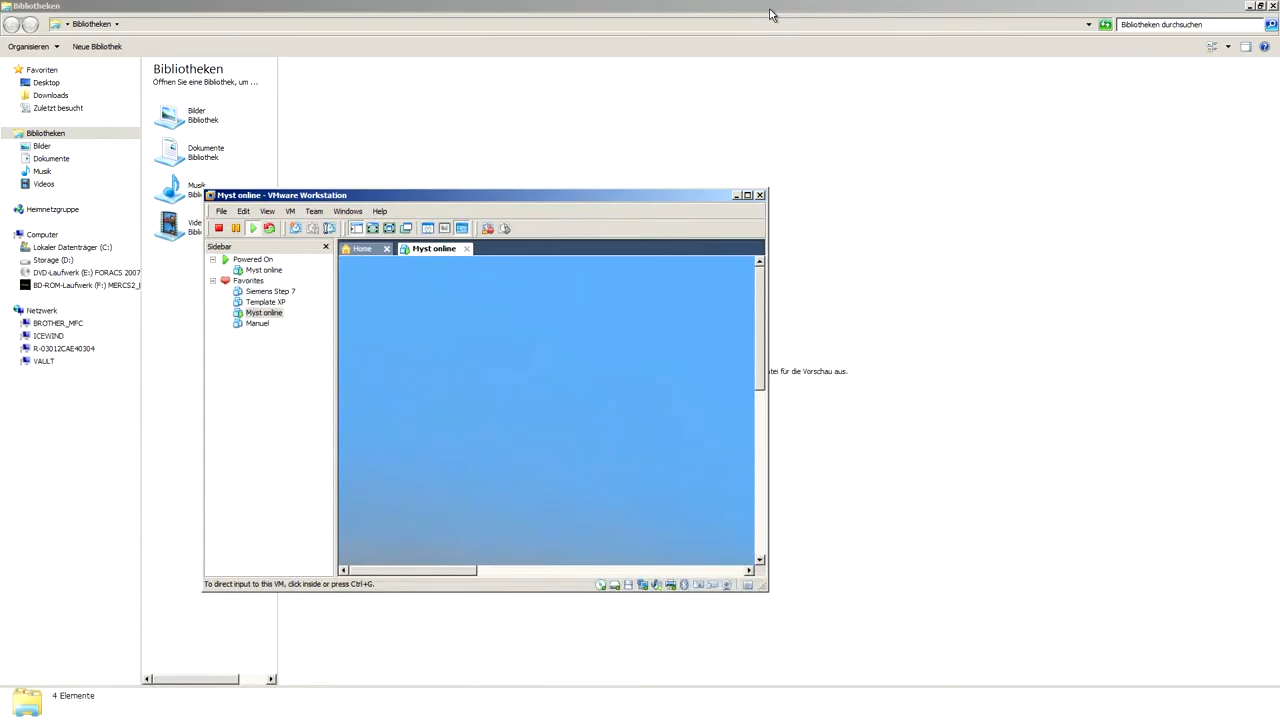 Bibliotheken
Bibliotheken
Bibliotheken durchsuchen
Organisieren
Neue Bibliothek
Favoriten
Desktop
Downloads
Zuletzt besucht
Bibliotheken
Bilder
Dokumente
Musik
Videos
Heimnetzgruppe
Computer
Lokaler Datenträger (C:)
Storage (D:)
DVD-Laufwerk (E:) FORACS 2007
BD-ROM-Laufwerk (F:) MERCS2_
Netzwerk
BROTHER_MFC
ICEWIND
R-03012CAE40304
VAULT
Bibliotheken
Öffnen Sie eine Bibliothek, um ...
Bilder
Bibliothek
Dokumente
Bibliothek
Musi
Bibl
Vide
Bibl
Myst online - VMware Workstation
File Edit View VM Team Windows Help
Sidebar
Home
Myst online
Powered On
Myst online
Favorites
Siemens Step 7
Template XP
Myst online
Manuel
To direct input to this VM, click inside or press Ctrl+G.
tei für die Vorschau aus.
4 Elemente